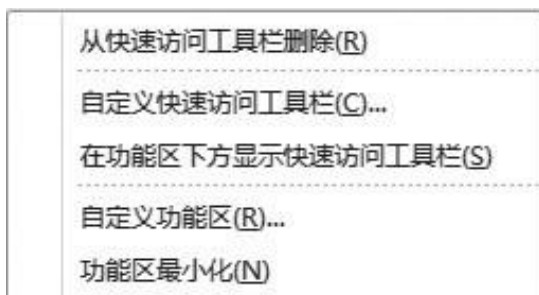 从快速访问工具栏删除(R)
自定义快速访问工具栏(C)...
在功能区下方显示快速访问工具栏(S)
自定义功能区(R)...
功能区最小化(N)